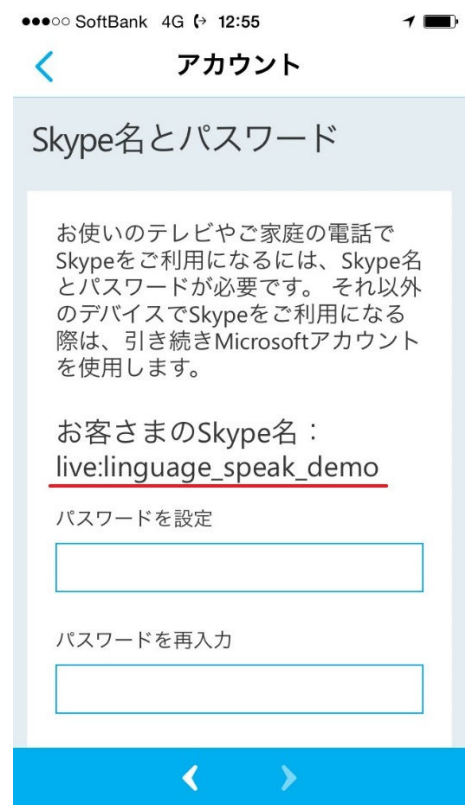 SoftBank 4G 12:55
アカウント
Skype名とパスワード
お使いのテレビやご家庭の電話で
Skypeをご利用になるには、Skype名
とパスワードが必要です。 それ以外
のデバイスでSkypeをご利用になる
際は、引き続きMicrosoftアカウント
を使用します。
お客さまのSkype名：
live:linguage_speak_demo
パスワードを設定
パスワードを再入力